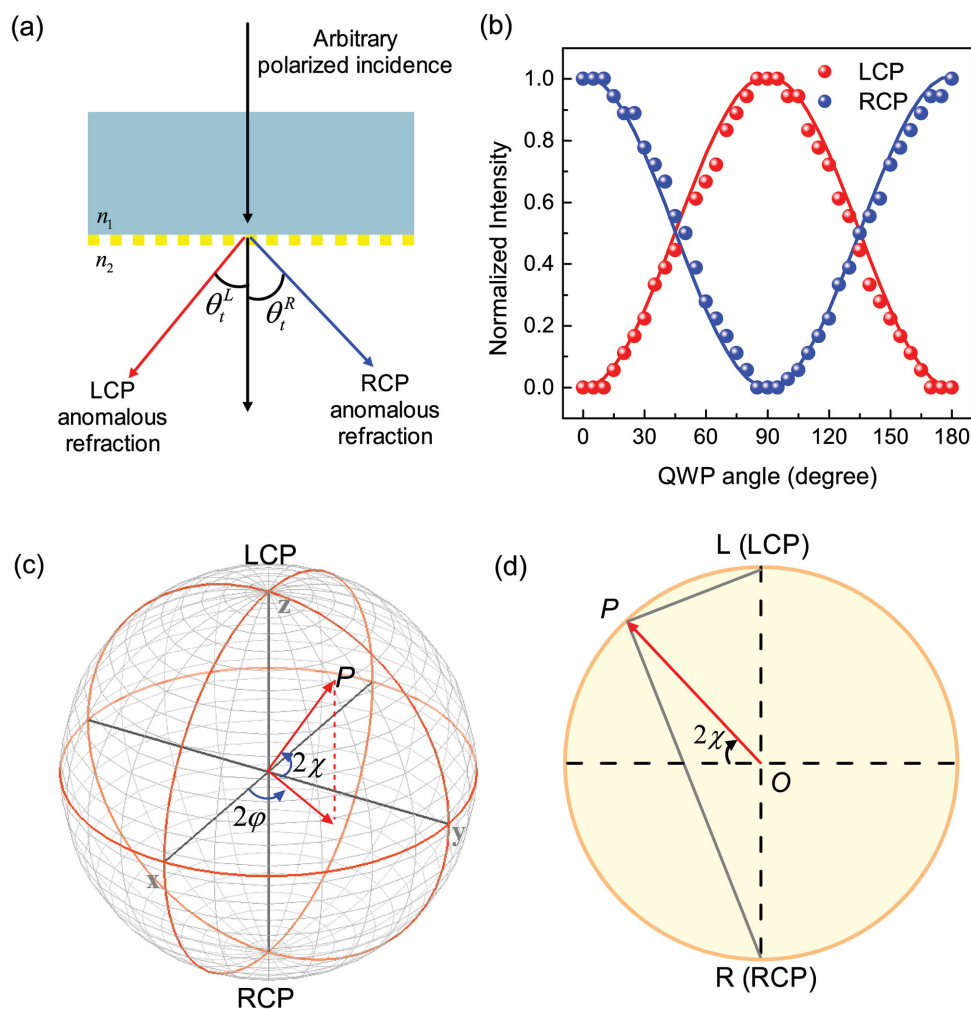 (a)
Arbitrary
polarized incidence
n₁
n₂
θₜᴸ
θₜᴿ
LCP
anomalous
refraction
RCP
anomalous
refraction
(b)
LCP
RCP
Normalized Intensity
1.0
0.8
0.6
0.4
0.2
0.0
0 30 60 90 120 150 180
QWP angle (degree)
(c)
LCP
z
P
2χ
2φ
y
x
RCP
(d)
L (LCP)
P
2χ
O
R (RCP)